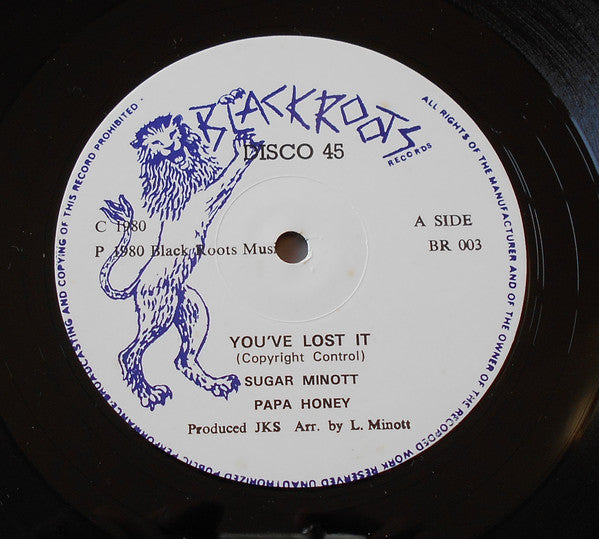 BLACKROOTS
RECORDS
DISCO 45
C 1980
P 1980 Black Roots Musi
A SIDE
BR 003
YOU'VE LOST IT
(Copyright Control)
SUGAR MINOTT
PAPA HONEY
Produced JKS Arr. by L. Minott
ALL RIGHTS OF THE MANUFACTURER AND OF THE OWNER OF THE RECORDED WORK RESERVED UNAUTHORIZED PUBLIC PERFORMANCE BROADCASTING AND COPYING OF THIS RECORD PROHIBITED